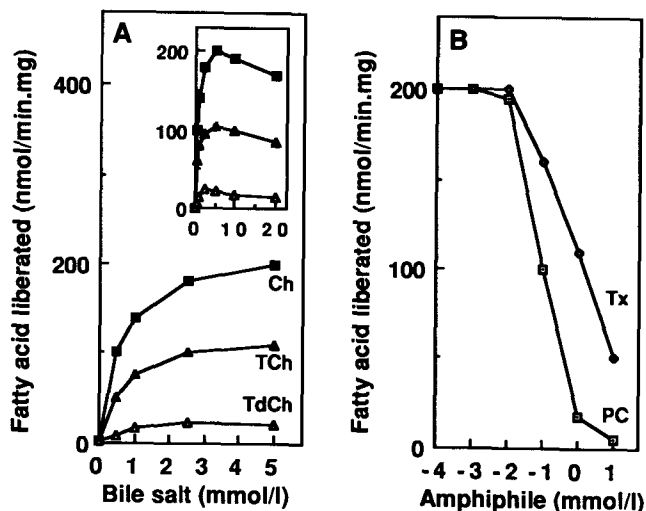 A
Fatty acid liberated (nmol/min.mg)
400
200
0
0 1 2 3 4 5
Bile salt (mmol/l)
Ch
TCh
TdCh
200
100
0
0 10 20
B
Fatty acid liberated (nmol/min.mg)
200
100
0
-4 -3 -2 -1 0 1
Amphiphile (mmol/l)
Tx
PC